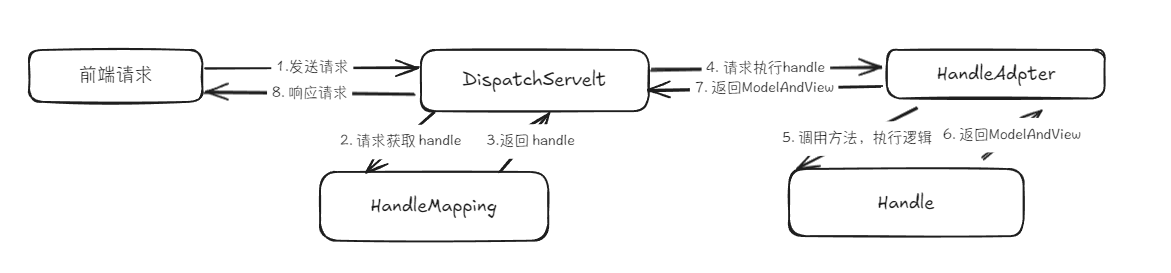 前端请求
1.发送请求
8. 响应请求
DispatchServelt
4. 请求执行handle
7. 返回ModelAndView
HandleAdpter
2. 请求获取 handle
3.返回 handle
5. 调用方法，执行逻辑
6. 返回ModelAndView
HandleMapping
Handle